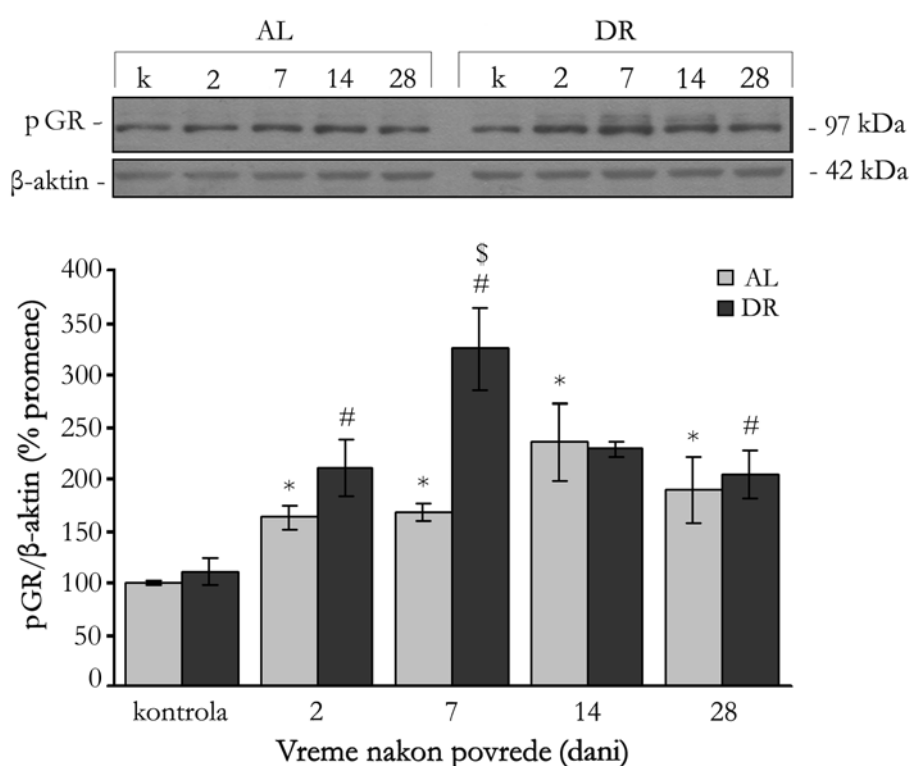 AL DR
k 2 7 14 28 k 2 7 14 28
pGR - - 97 kDa
β-aktin - - 42 kDa
$
400 #
350
300 *
250 # * #
200 * *
150
100
50
0
AL
DR
pGR/β-aktin (% promene)
kontrola 2 7 14 28
Vreme nakon povrede (dani)